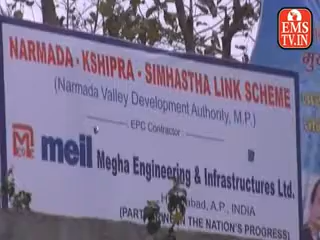 EMS
TV.IN
NARMADA - KSHIPRA - SIMHASTHA LINK SCHEME
(Narmada Valley Development Authority, M.P.)
EPC Contractor
meil Megha Engineering & Infrastructures Ltd.
A.P., INDIA
IN THE NATION'S PROGRESS)